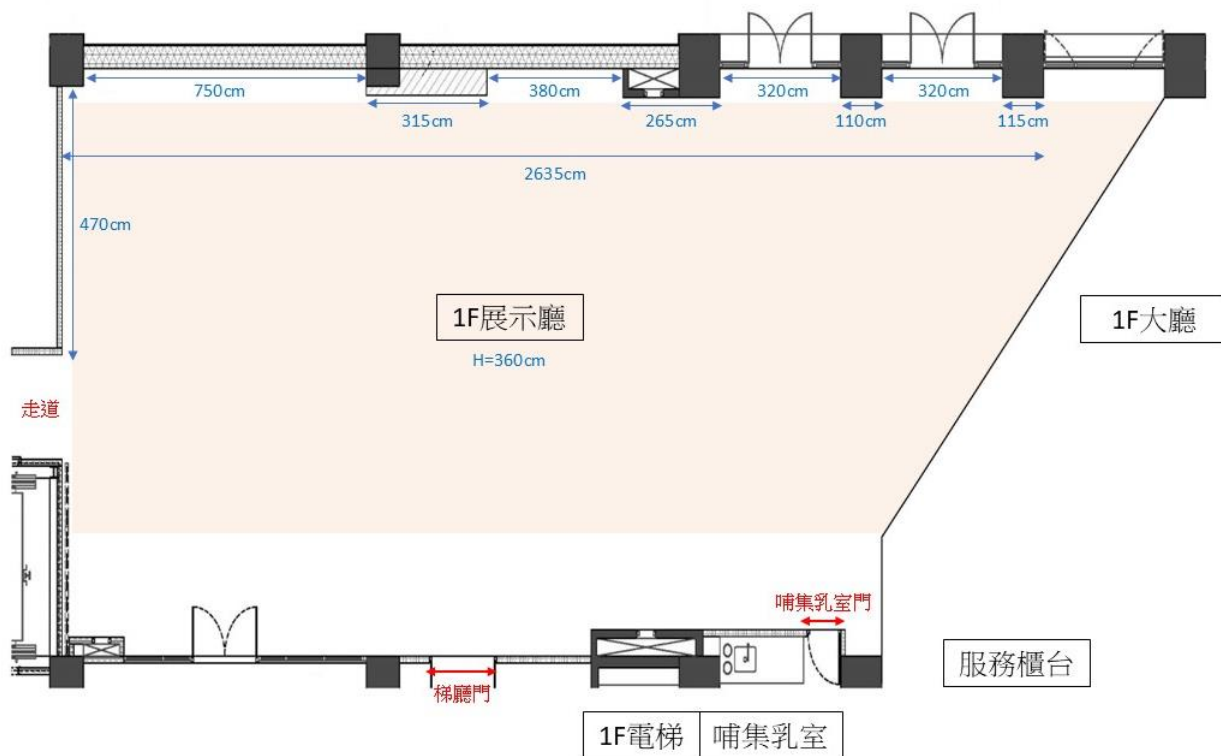 750cm
380cm
320cm
320cm
315cm
265cm
110cm
115cm
2635cm
470cm
1F展示廳
1F大廳
H=360cm
走道
哺集乳室門
服務櫃台
梯廳門
1F電梯
哺集乳室